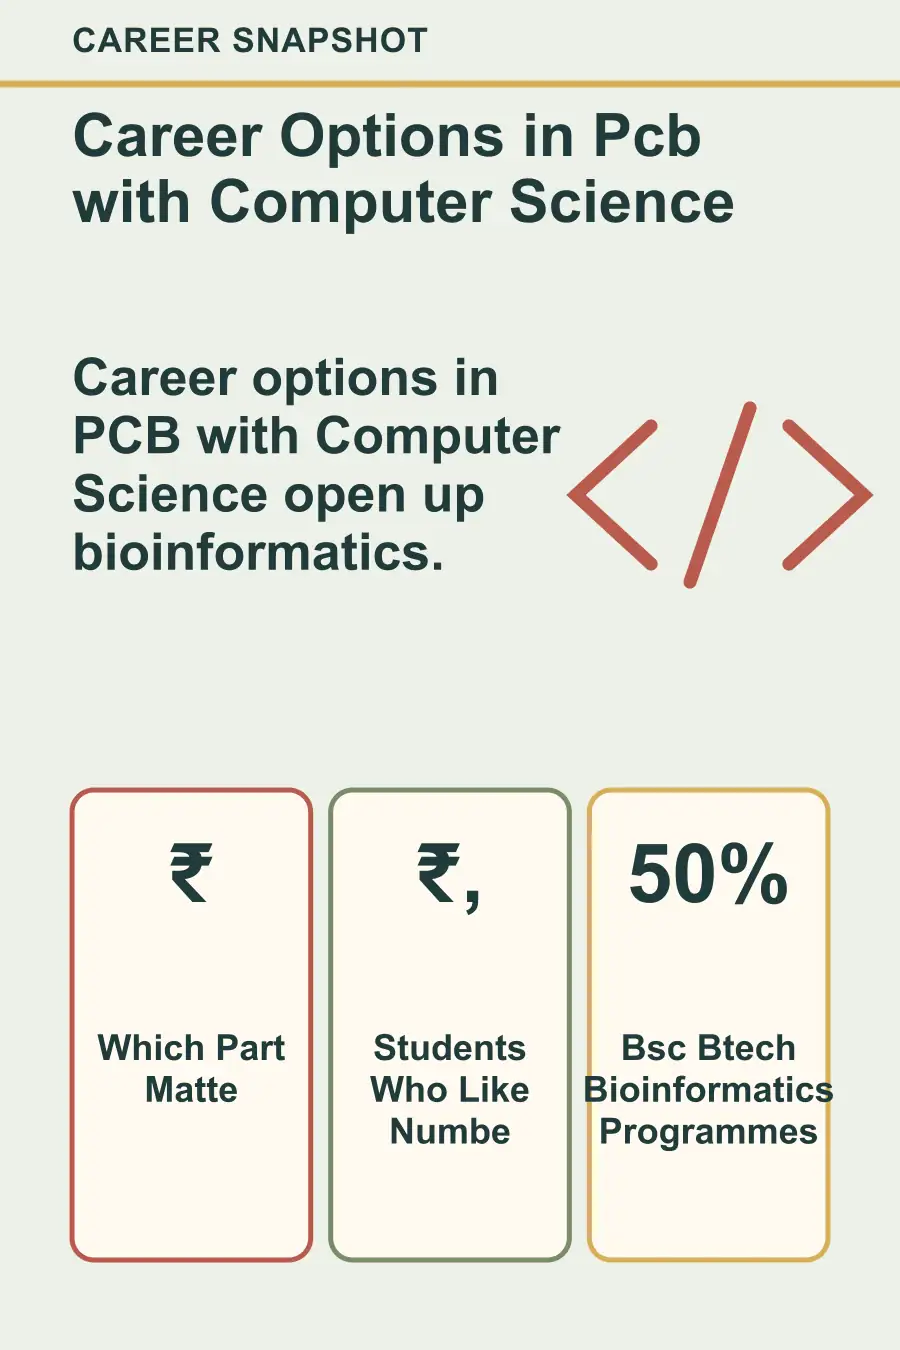 CAREER SNAPSHOT
Career Options in Pcb
with Computer Science
Career options in
PCB with Computer
Science open up
bioinformatics.
</>
₹
Which Part
Matte
₹,
Students
Who Like
Numbe
50%
Bsc Btech
Bioinformatics
Programmes